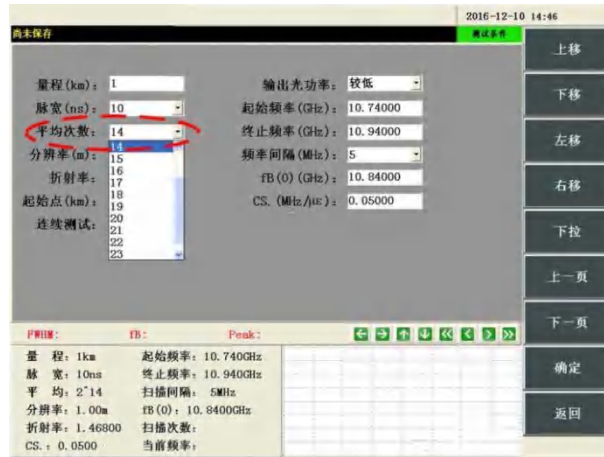 2016-12-10 14:46
尚未保存 测试条件
量程(km): 1 输出光功率: 较低
脉宽(ns): 10 起始频率(GHz): 10.74000
平均次数: 14 终止频率(GHz): 10.94000
分辨率(m): 频率间隔(MHz): 5
折射率: fB(0)(GHz): 10.84000
起始点(km): CS.(MHz/με): 0.05000
连续测试:
14
15
16
17
18
19
20
21
22
23
上移
下移
左移
右移
下拉
上一页
下一页
确定
返回
FWHM: fB: Peak:
量 程: 1km 起始频率: 10.740GHz
脉 宽: 10ns 终止频率: 10.940GHz
平 均: 2^14 扫描间隔: 5MHz
分辨率: 1.00m fB(0): 10.8400GHz
折射率: 1.46800 扫描次数:
CS.: 0.0500 当前频率: